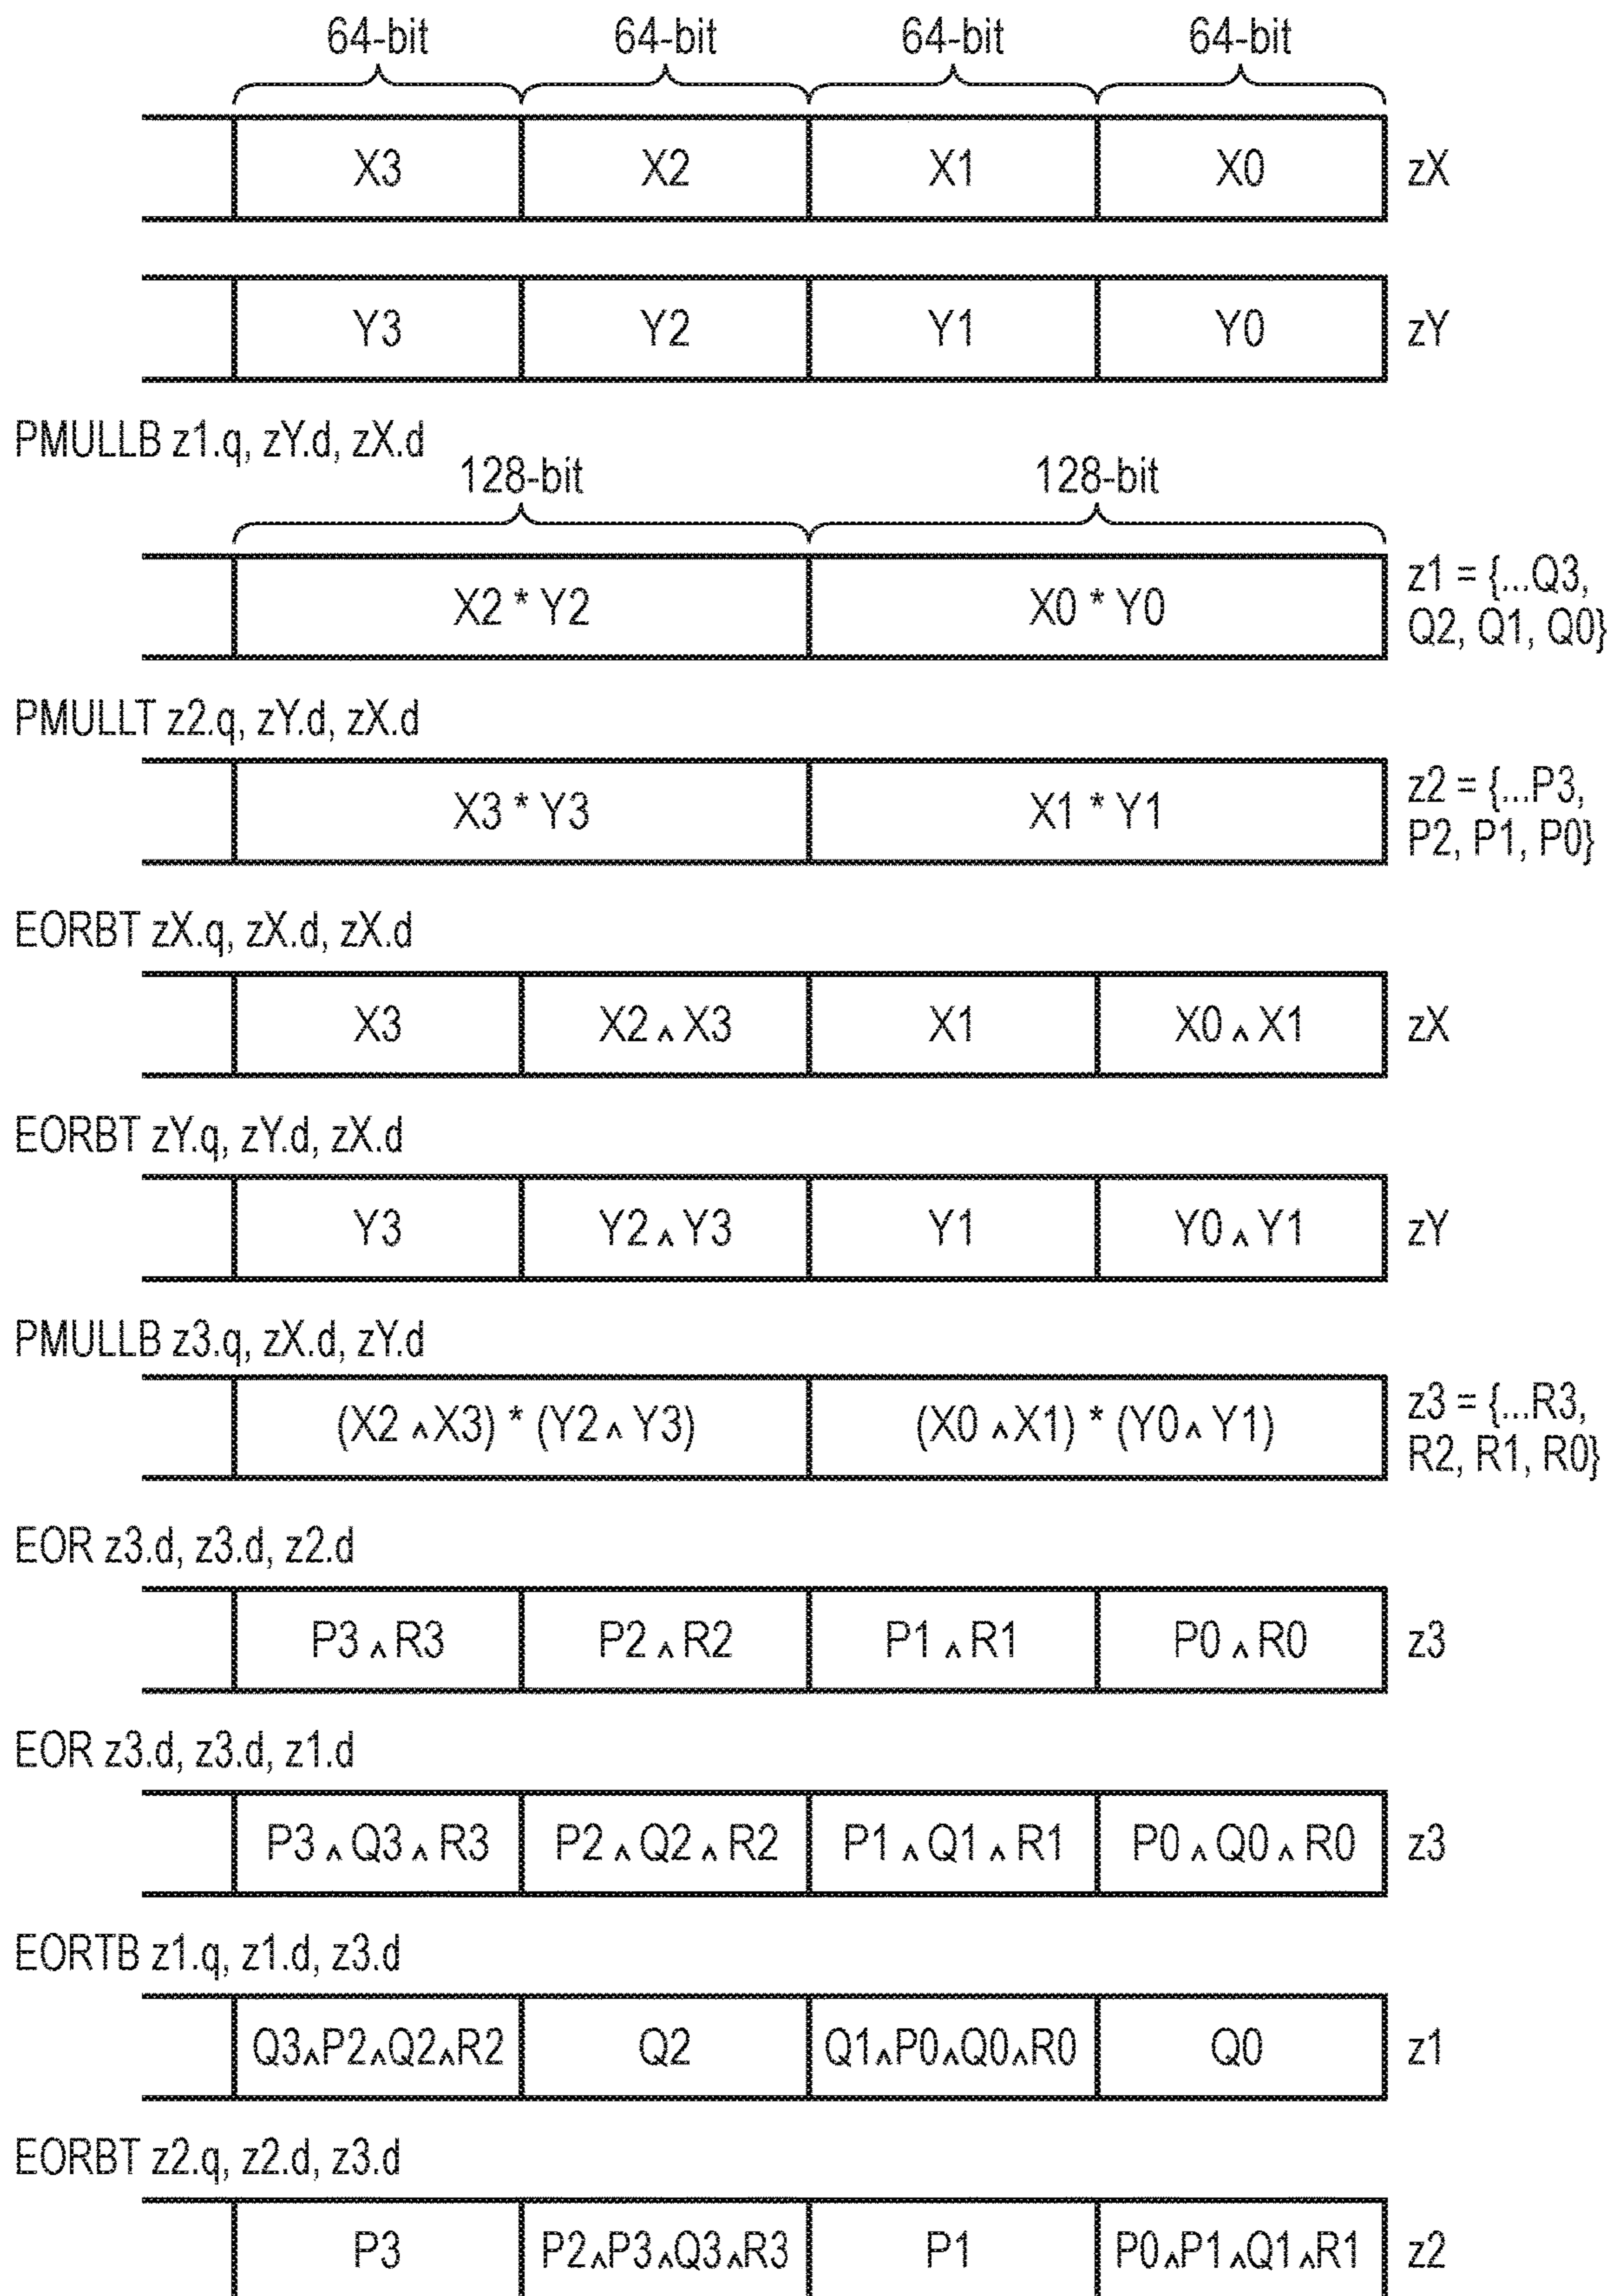 64-bit 64-bit 64-bit 64-bit
X3 X2 X1 X0 zX
Y3 Y2 Y1 Y0 zY
PMULLB z1.q, zY.d, zX.d
128-bit 128-bit
X2 * Y2 X0 * Y0 z1 = {...Q3,
Q2, Q1, Q0}
PMULLT z2.q, zY.d, zX.d
X3 * Y3 X1 * Y1 z2 = {...P3,
P2, P1, P0}
EORBT zX.q, zX.d, zX.d
X3 X2 ^ X3 X1 X0 ^ X1 zX
EORBT zY.q, zY.d, zX.d
Y3 Y2 ^ Y3 Y1 Y0 ^ Y1 zY
PMULLB z3.q, zX.d, zY.d
(X2 ^ X3) * (Y2 ^ Y3) (X0 ^ X1) * (Y0 ^ Y1) z3 = {...R3,
R2, R1, R0}
EOR z3.d, z3.d, z2.d
P3 ^ R3 P2 ^ R2 P1 ^ R1 P0 ^ R0 z3
EOR z3.d, z3.d, z1.d
P3 ^ Q3 ^ R3 P2 ^ Q2 ^ R2 P1 ^ Q1 ^ R1 P0 ^ Q0 ^ R0 z3
EORTB z1.q, z1.d, z3.d
Q3^P2^Q2^R2 Q2 Q1^P0^Q0^R0 Q0 z1
EORBT z2.q, z2.d, z3.d
P3 P2^P3^Q3^R3 P1 P0^P1^Q1^R1 z2